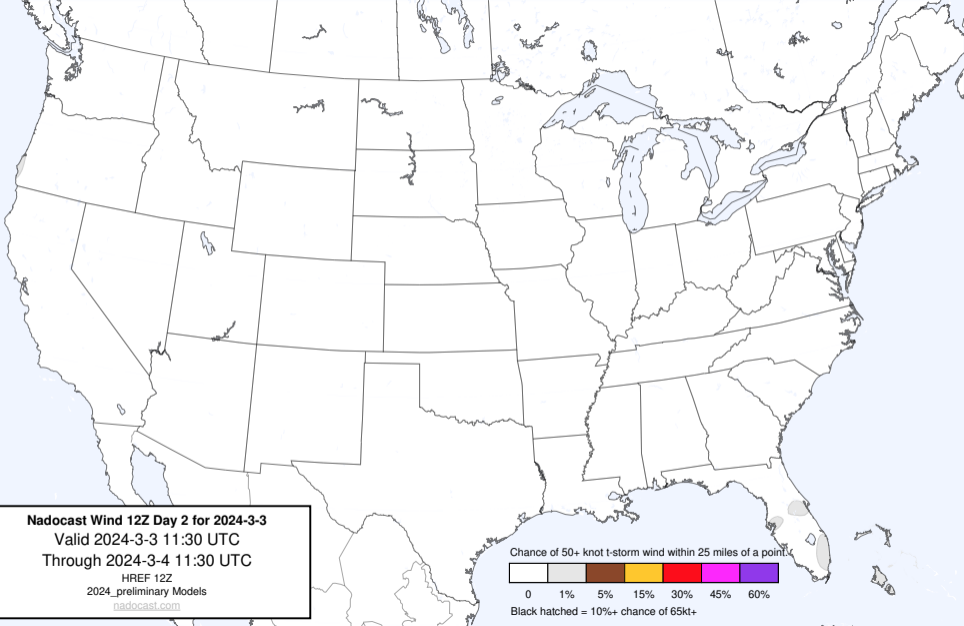 Nadocast Wind 12Z Day 2 for 2024-3-3
Valid 2024-3-3 11:30 UTC
Through 2024-3-4 11:30 UTC
HREF 12Z
2024_preliminary Models
nadocast.com
Chance of 50+ knot t-storm wind within 25 miles of a point.
0 1% 5% 15% 30% 45% 60%
Black hatched = 10%+ chance of 65kt+